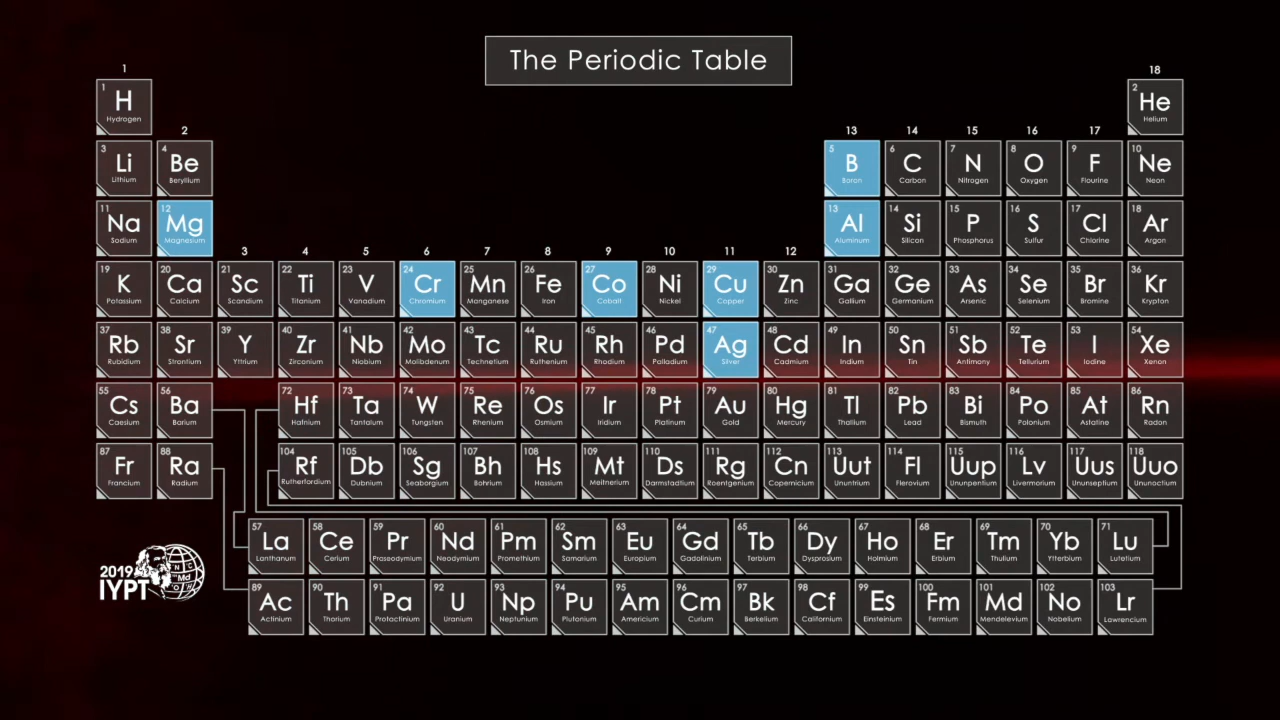 The Periodic Table
1 18
1 2
H He
Hydrogen Helium
2 13 14 15 16 17
3 4 5 6 7 8 9 10
Li Be B C N O F Ne
Lithium Beryllium Boron Carbon Nitrogen Oxygen Flourine Neon
11 12 13 14 15 16 17 18
Na Mg Al Si P S Cl Ar
Sodium Magnesium Aluminum Silicon Phosphorus Sulfur Chlorine Argon
3 4 5 6 7 8 9 10 11 12
19 20 21 22 23 24 25 26 27 28 29 30 31 32 33 34 35 36
K Ca Sc Ti V Cr Mn Fe Co Ni Cu Zn Ga Ge As Se Br Kr
Potassium Calcium Scandium Titanium Vanadium Chromium Manganese Iron Cobalt Nickel Copper Zinc Gallium Germanium Arsenic Selenium Bromine Krypton
37 38 39 40 41 42 43 44 45 46 47 48 49 50 51 52 53 54
Rb Sr Y Zr Nb Mo Tc Ru Rh Pd Ag Cd In Sn Sb Te I Xe
Rubidium Strontium Yttrium Zirconium Niobium Molibdenum Technetium Ruthenium Rhodium Palladium Silver Cadmium Indium Tin Antimony Tellurium Iodine Xenon
55 56 72 73 74 75 76 77 78 79 80 81 82 83 84 85 86
Cs Ba Hf Ta W Re Os Ir Pt Au Hg Tl Pb Bi Po At Rn
Caesium Barium Hafnium Tantalum Tungsten Rhenium Osmium Iridium Platinum Gold Mercury Thallium Lead Bismuth Polonium Astatine Radon
87 88 104 105 106 107 108 109 110 111 112 113 114 115 116 117 118
Fr Ra Rf Db Sg Bh Hs Mt Ds Rg Cn Uut Fl Uup Lv Uus Uuo
Francium Radium Rutherfordium Dubnium Seaborgium Bohrium Hassium Meitnerium Darmstadtium Roentgenium Copernicium Ununtrium Flerovium Ununpentium Livermorium Ununseptium Ununoctium
57 58 59 60 61 62 63 64 65 66 67 68 69 70 71
La Ce Pr Nd Pm Sm Eu Gd Tb Dy Ho Er Tm Yb Lu
Lanthanum Cerium Praseodymium Neodymium Promethium Samarium Europium Gadolinium Terbium Dysprosium Holmium Erbium Thulium Ytterbium Lutetium
89 90 91 92 93 94 95 96 97 98 99 100 101 102 103
Ac Th Pa U Np Pu Am Cm Bk Cf Es Fm Md No Lr
Actinium Thorium Protactinium Uranium Neptunium Plutonium Americium Curium Berkelium Californium Einsteinium Fermium Mendelevium Nobelium Lawrencium
2019
IYPT
Md